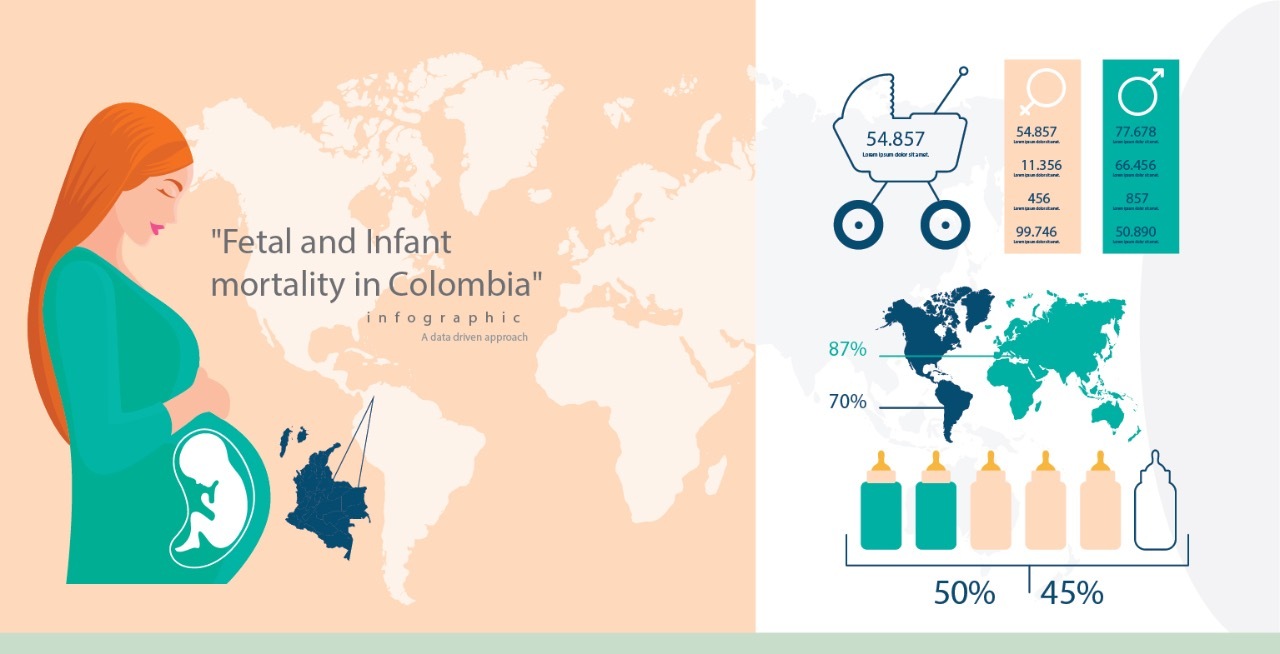 "Fetal and Infant
mortality in Colombia"
infographic
A data driven approach
54.857
Lorem ipsum dolor sit amet.
54.857
Lorem ipsum dolor sit amet.
11.356
Lorem ipsum dolor sit amet.
456
Lorem ipsum dolor sit amet.
99.746
Lorem ipsum dolor sit amet.
77.678
Lorem ipsum dolor sit amet.
66.456
Lorem ipsum dolor sit amet.
857
Lorem ipsum dolor sit amet.
50.890
Lorem ipsum dolor sit amet.
87%
70%
50%
45%